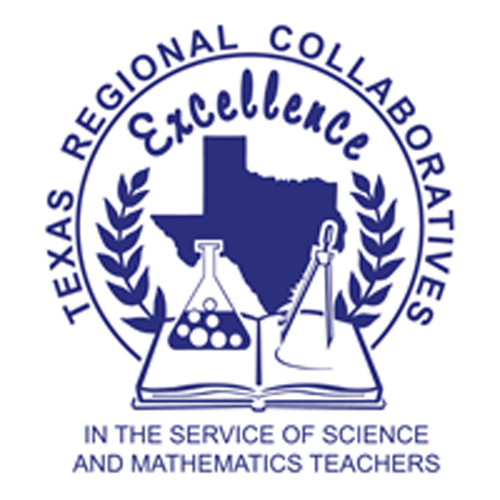 TEXAS REGIONAL COLLABORATIVES
Excellence
IN THE SERVICE OF SCIENCE
AND MATHEMATICS TEACHERS